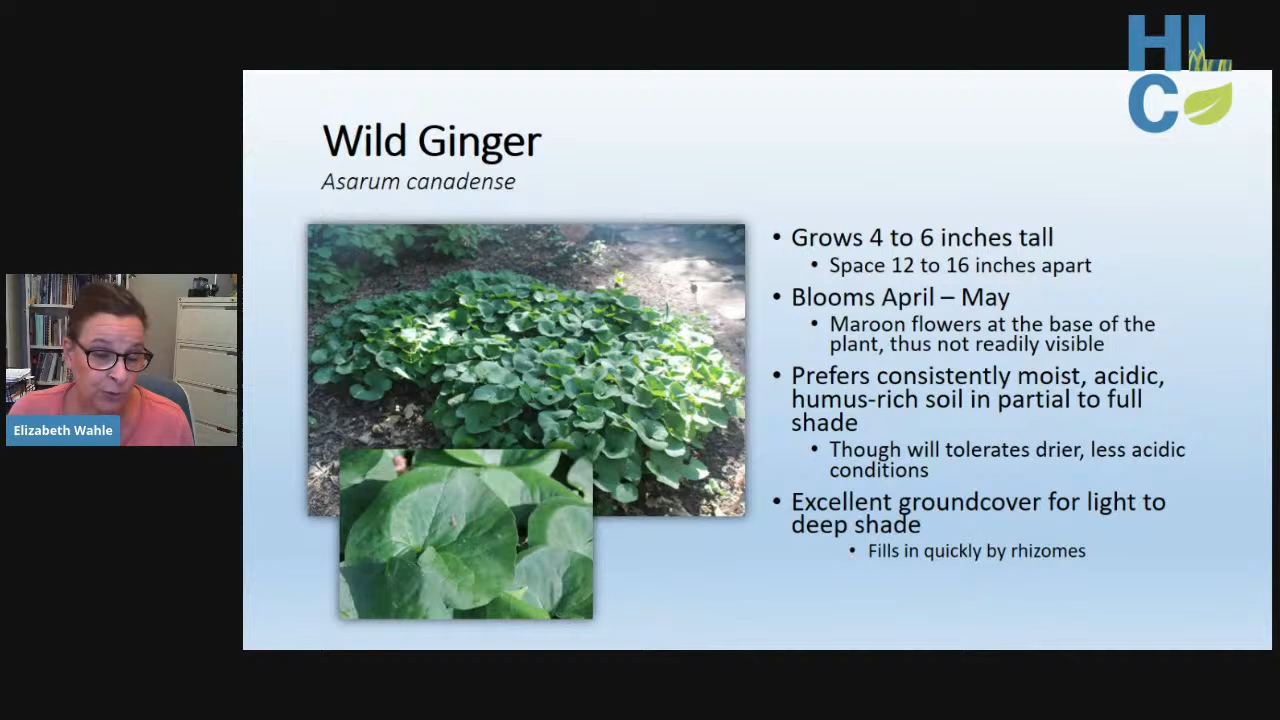 HL
C
Wild Ginger
Asarum canadense
• Grows 4 to 6 inches tall
• Space 12 to 16 inches apart
• Blooms April – May
• Maroon flowers at the base of the
plant, thus not readily visible
• Prefers consistently moist, acidic,
humus-rich soil in partial to full
shade
• Though will tolerates drier, less acidic
conditions
• Excellent groundcover for light to
deep shade
• Fills in quickly by rhizomes
Elizabeth Wahle